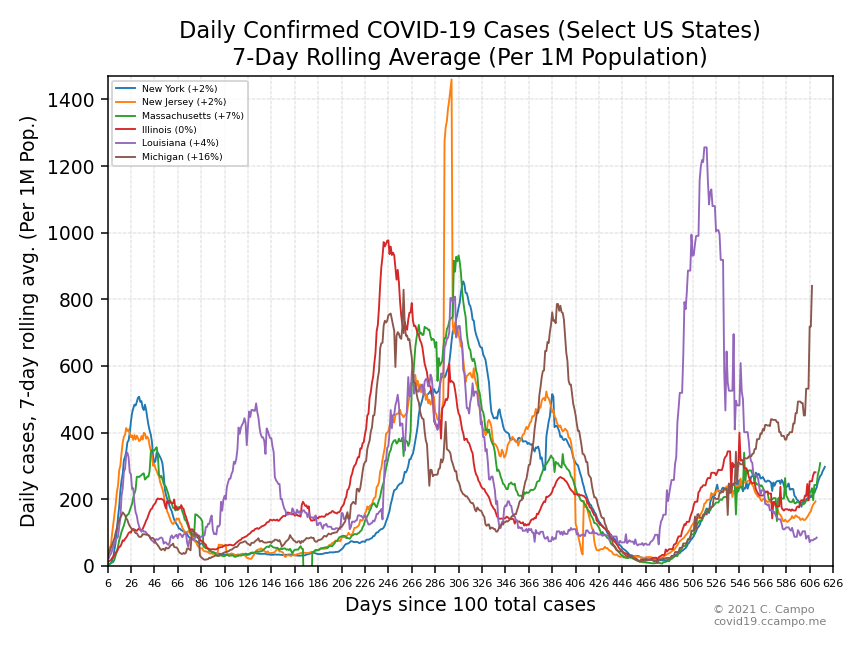 Daily Confirmed COVID-19 Cases (Select US States)
7-Day Rolling Average (Per 1M Population)
Daily cases, 7-day rolling avg. (Per 1M Pop.)
1400
1200
1000
800
600
400
200
0
New York (+2%)
New Jersey (+2%)
Massachusetts (+7%)
Illinois (0%)
Louisiana (+4%)
Michigan (+16%)
6 26 46 66 86 106 126 146 166 186 206 226 246 266 286 306 326 346 366 386 406 426 446 466 486 506 526 546 566 586 606 626
Days since 100 total cases
© 2021 C. Campo
covid19.ccampo.me